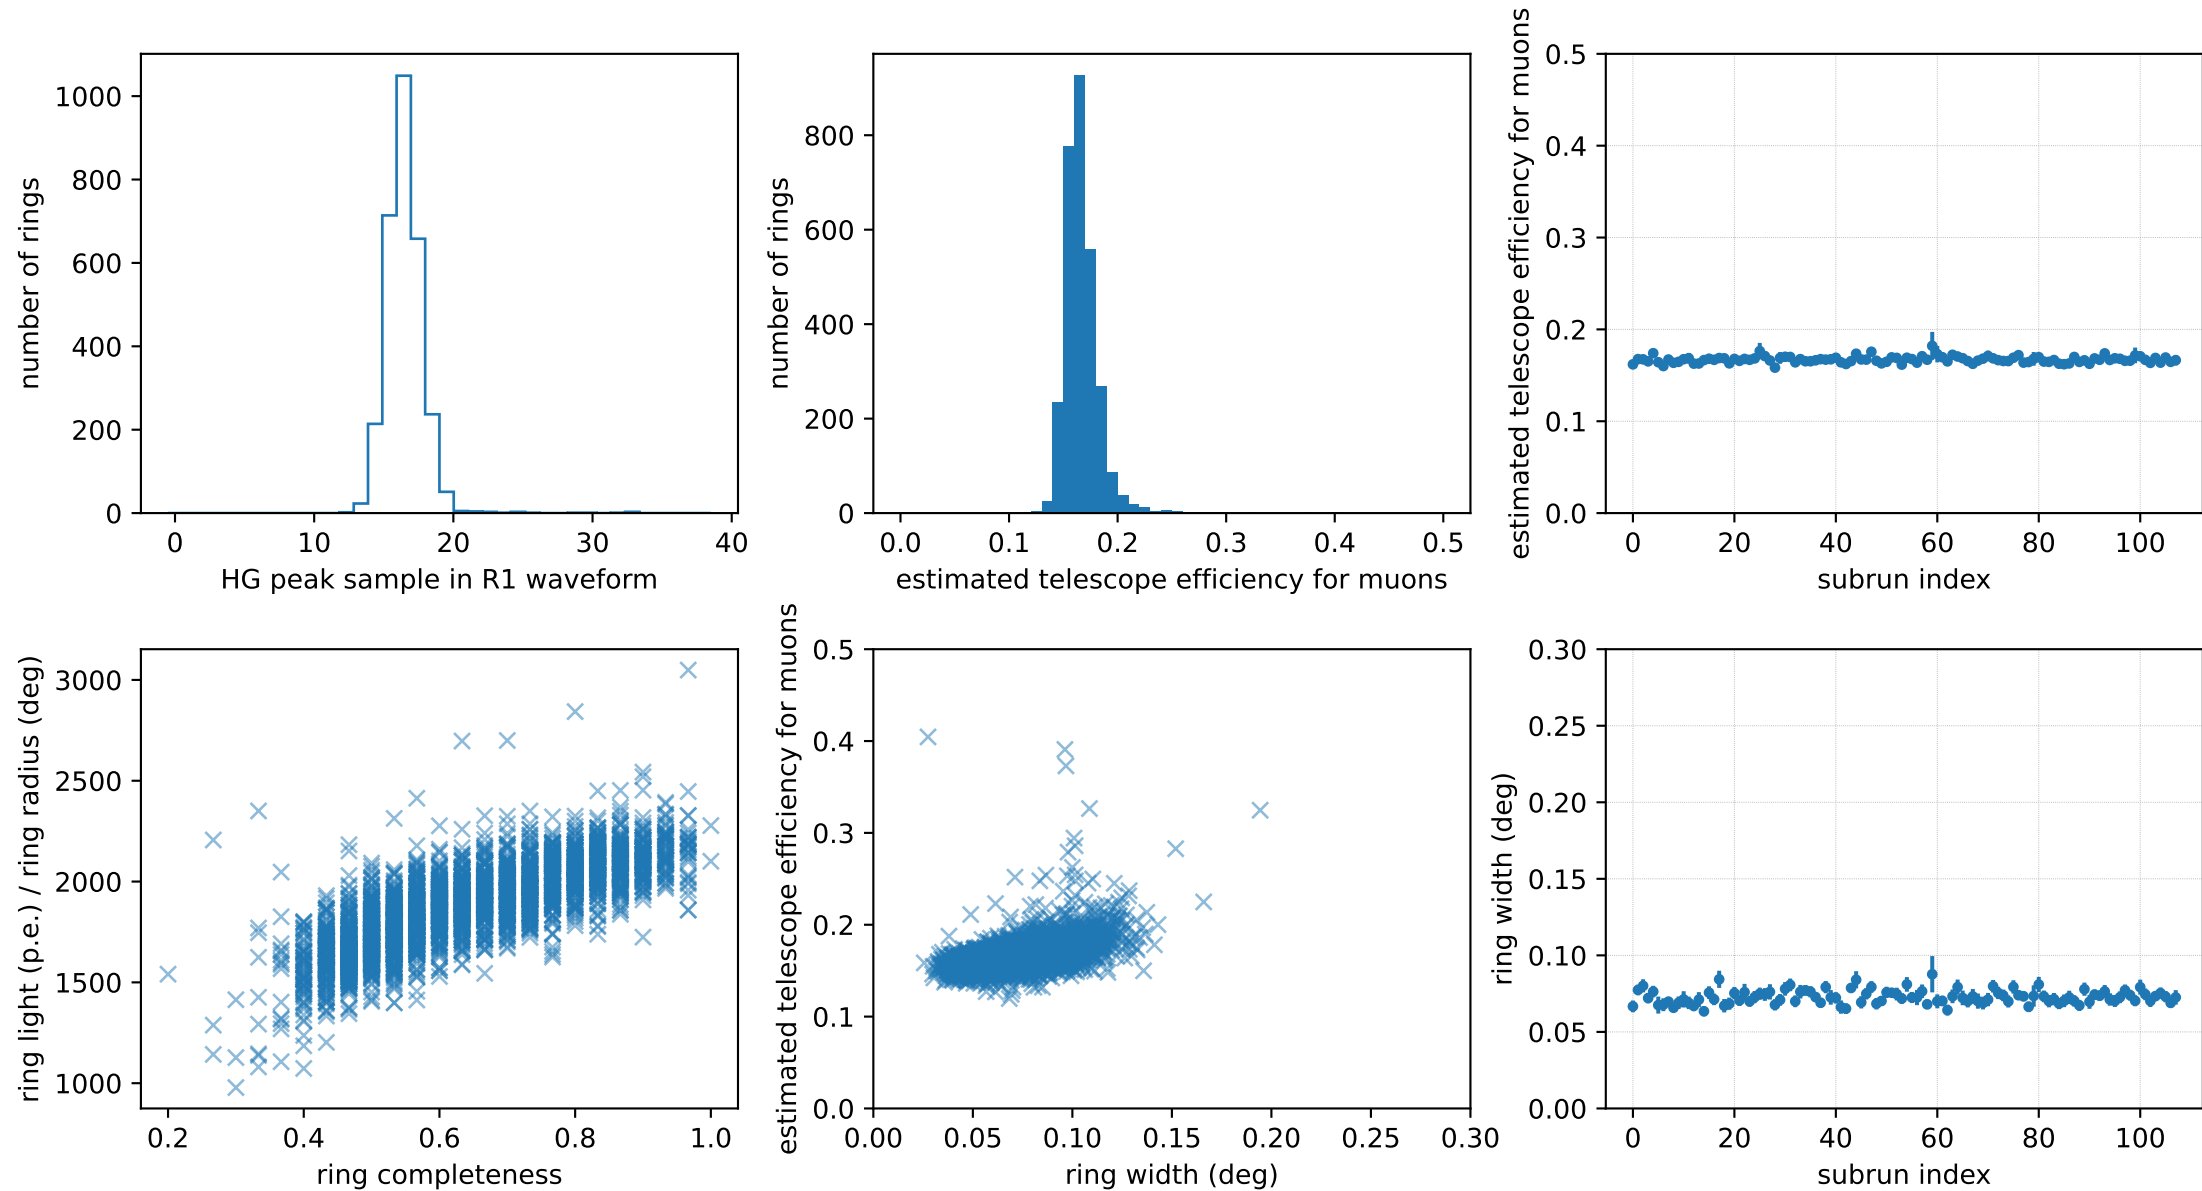 number of rings
1000
800
600
400
200
0
0 10 20 30 40
HG peak sample in R1 waveform
number of rings
800
600
400
200
0
0.0 0.1 0.2 0.3 0.4 0.5
estimated telescope efficiency for muons
estimated telescope efficiency for muons
0.5
0.4
0.3
0.2
0.1
0.0
0 20 40 60 80 100
subrun index
ring light (p.e.) / ring radius (deg)
3000
2500
2000
1500
1000
0.2 0.4 0.6 0.8 1.0
ring completeness
estimated telescope efficiency for muons
0.5
0.4
0.3
0.2
0.1
0.0
0.00 0.05 0.10 0.15 0.20 0.25 0.30
ring width (deg)
ring width (deg)
0.30
0.25
0.20
0.15
0.10
0.05
0.00
0 20 40 60 80 100
subrun index